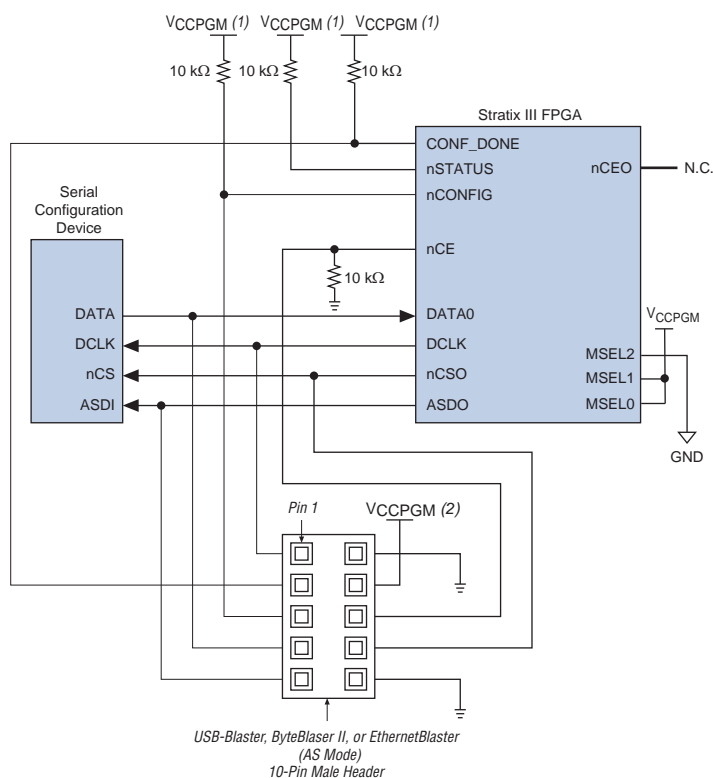 VCCPGM (1) VCCPGM (1) VCCPGM (1)
10 kΩ 10 kΩ 10 kΩ
Stratix III FPGA
CONF_DONE
nSTATUS
nCONFIG
nCE
nCEO
N.C.
10 kΩ
Serial
Configuration
Device
DATA
DCLK
nCS
ASDI
DATA0
DCLK
nCSO
ASDO
VCCPGM
MSEL2
MSEL1
MSEL0
GND
Pin 1
VCCPGM (2)
USB-Blaster, ByteBlaser II, or EthernetBlaster
(AS Mode)
10-Pin Male Header